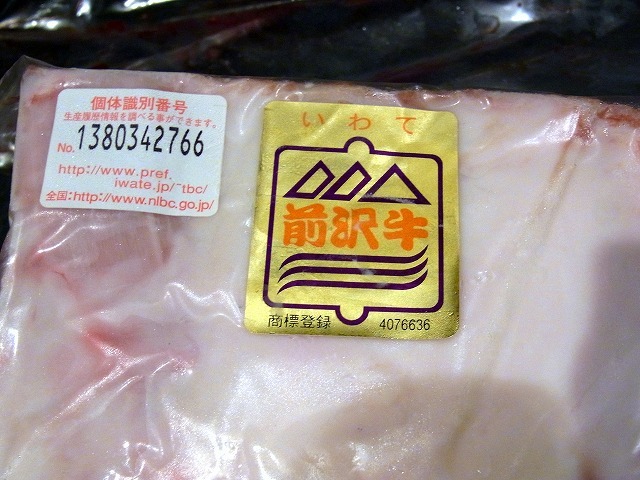 個体識別番号
生産履歴情報を調べる事ができます。
No. 1380342766
http://www.pref.
iwate.jp/~tbc/
全国:http://www.nlbc.go.jp/
いわて
前沢牛
商標登録 4076636